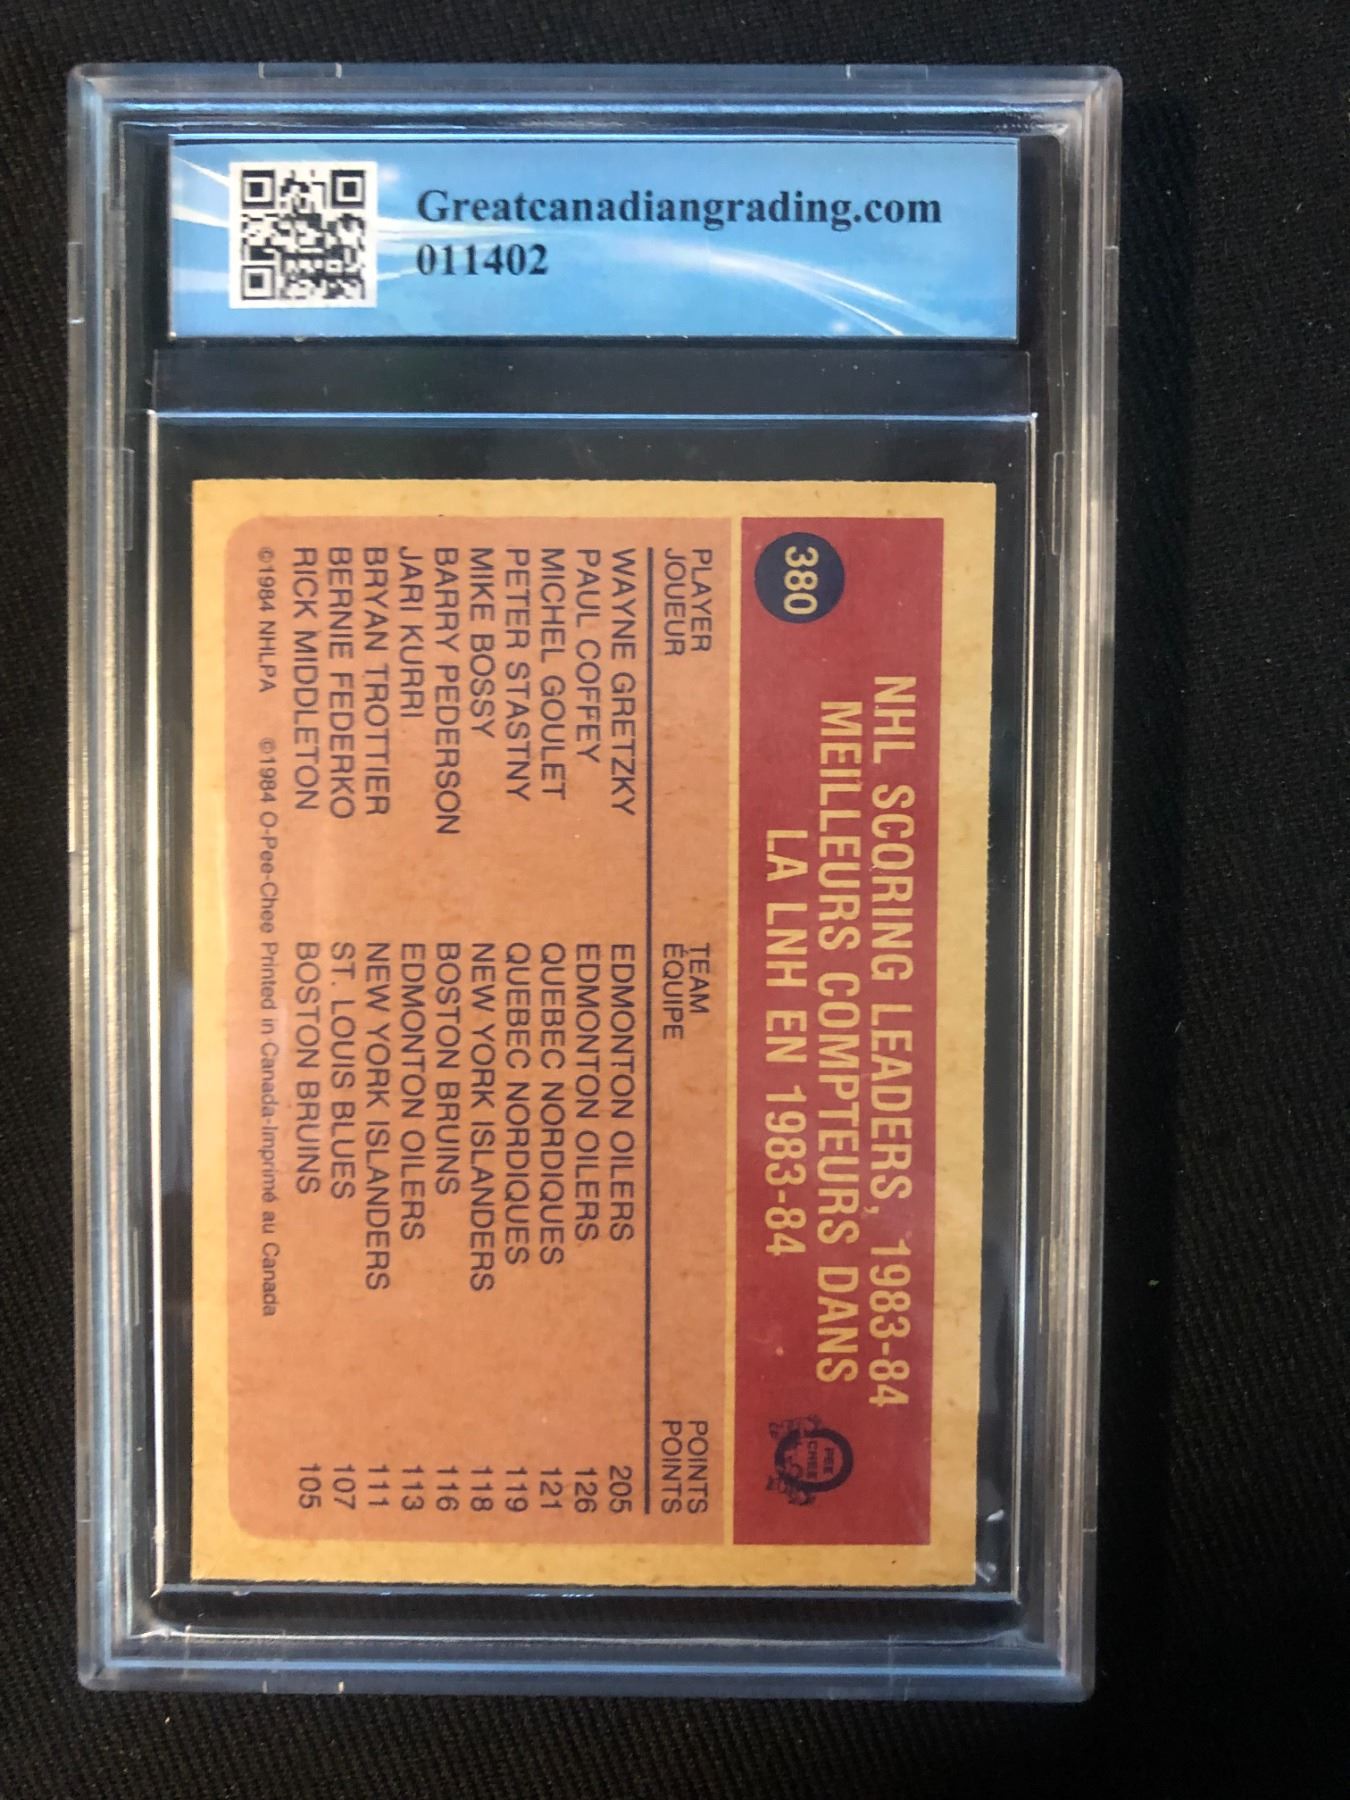 Greatcanadiangrading.com
011402
380
NHL SCORING LEADERS, 1983-84
MEILLEURS COMPTEURS DANS
LA LNH EN 1983-84
O
PEE
CHEE
PLAYER TEAM POINTS
JOUEUR ÉQUIPE POINTS
WAYNE GRETZKY EDMONTON OILERS 205
PAUL COFFEY EDMONTON OILERS 126
MICHEL GOULET QUEBEC NORDIQUES 121
PETER STASTNY QUEBEC NORDIQUES 119
MIKE BOSSY NEW YORK ISLANDERS 118
BARRY PEDERSON BOSTON BRUINS 116
JARI KURRI EDMONTON OILERS 113
BRYAN TROTTIER NEW YORK ISLANDERS 111
BERNIE FEDERKO ST. LOUIS BLUES 107
RICK MIDDLETON BOSTON BRUINS 105
©1984 NHLPA ©1984 O-Pee-Chee Printed in Canada-Imprimé au Canada